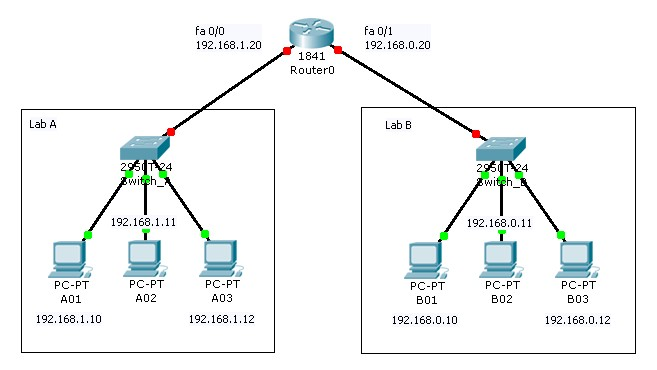 fa 0/0
192.168.1.20
fa 0/1
192.168.0.20
1841
Router0
Lab A
2950T-24
Switch_A
192.168.1.11
PC-PT
A01
PC-PT
A02
PC-PT
A03
192.168.1.10
192.168.1.12
Lab B
2950T-24
Switch_B
192.168.0.11
PC-PT
B01
PC-PT
B02
PC-PT
B03
192.168.0.10
192.168.0.12